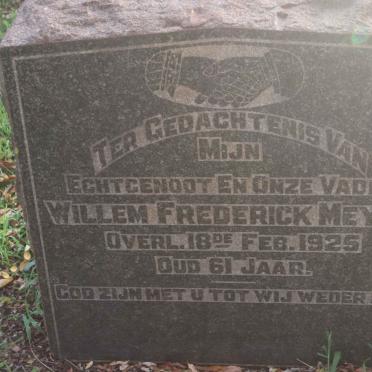 TER GEDACHTENIS VAN
MIJN
ECHTGENOOT EN ONZE VAD
WILLEM FREDERICK MEY
OVERL. 18DE FEB. 1925
OUD 61 JAAR.
GOD ZIJN MET U TOT WIJ WEDER